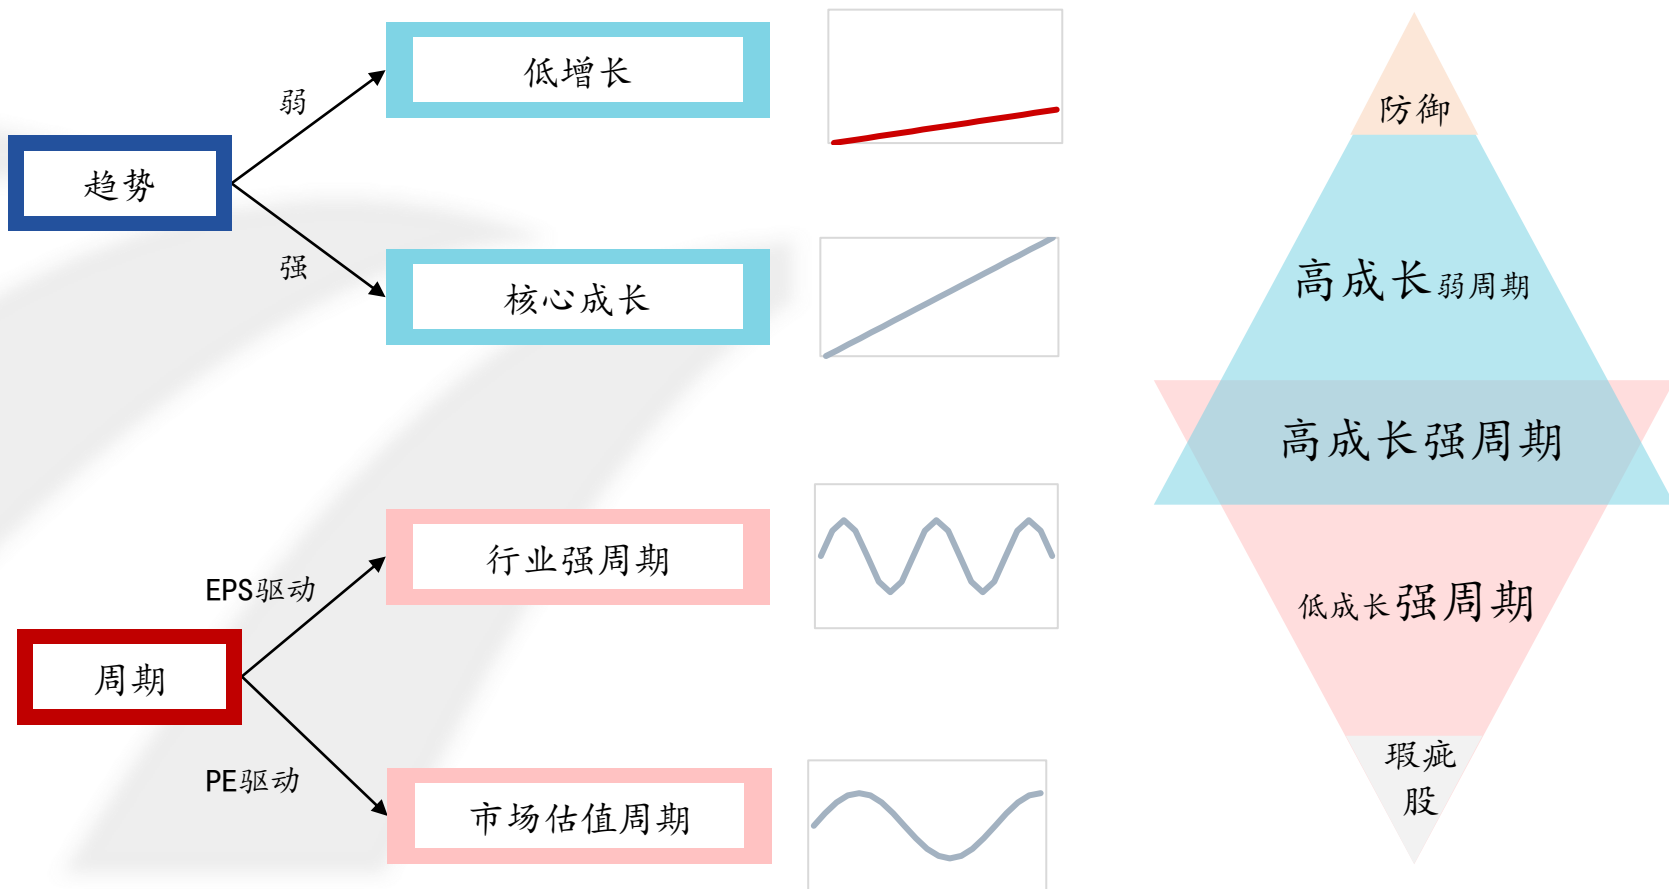 趋势
弱
强
低增长
核心成长
周期
EPS驱动
PE驱动
行业强周期
市场估值周期
防御
高成长弱周期
高成长强周期
低成长强周期
瑕疵
股